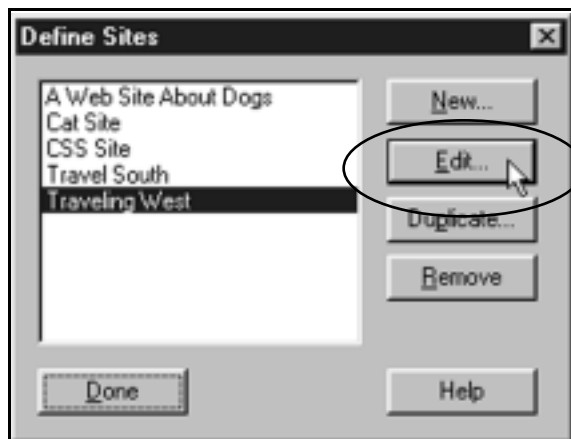 Define Sites
A Web Site About Dogs
Cat Site
CSS Site
Travel South
Traveling West
New...
Edit...
Duplicate...
Remove
Done
Help